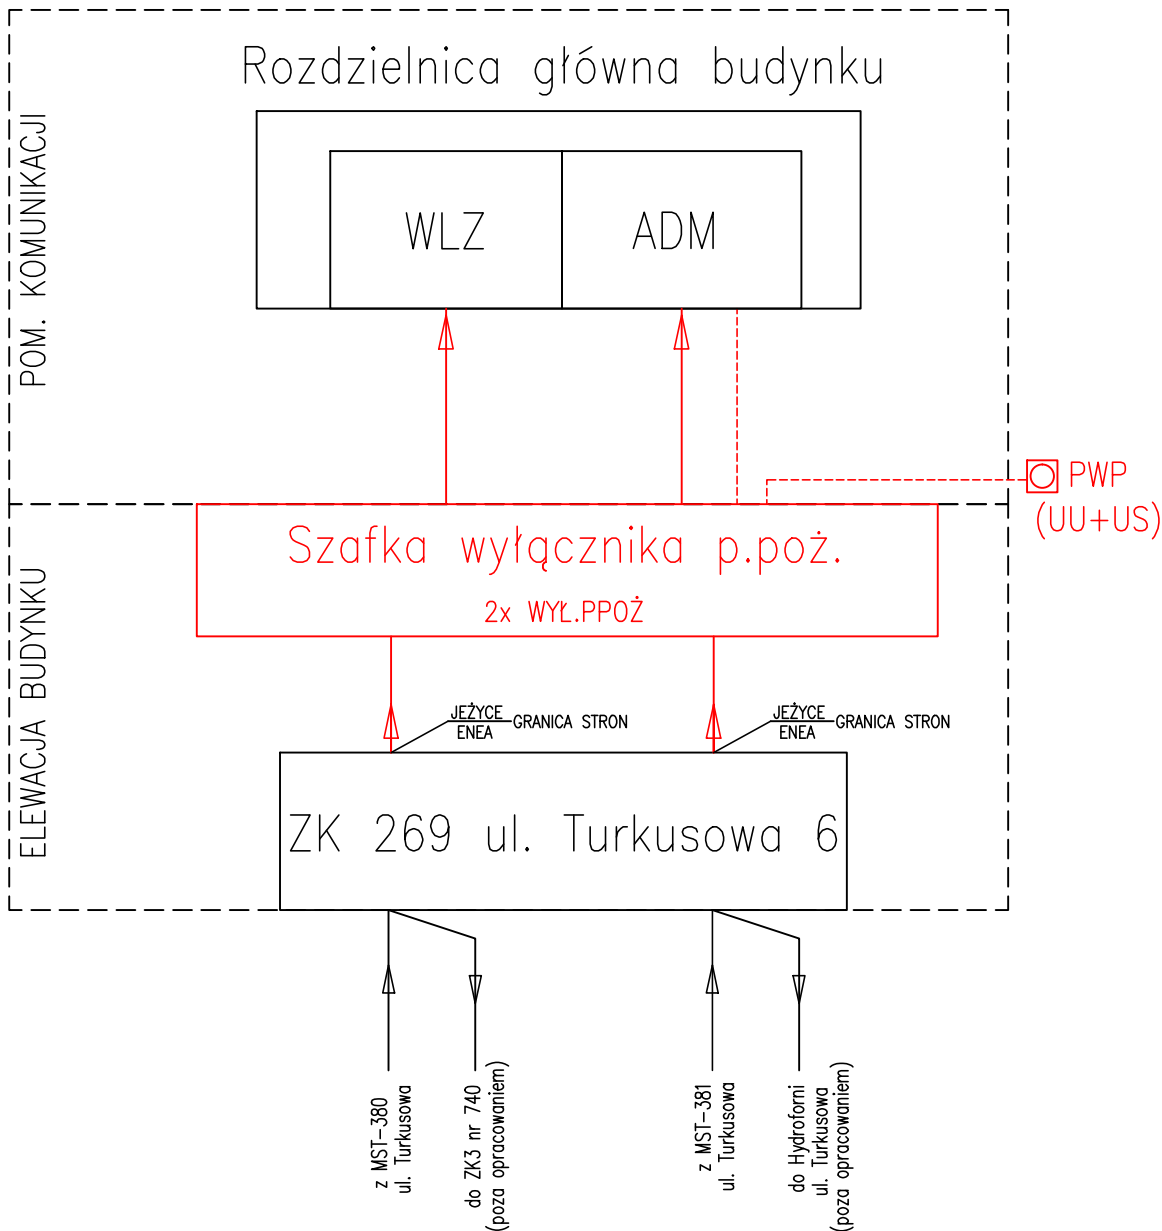 Rozdzielnica główna budynku
POM. KOMUNIKACJI
WLZ
ADM
PWP
(UU+US)
Szafka wyłącznika p.poż.
2x WYŁ.PPOŻ
ELEWACJA BUDYNKU
JEŻYCE
ENEA
GRANICA STRON
JEŻYCE
ENEA
GRANICA STRON
ZK 269 ul. Turkusowa 6
z MST-380
ul. Turkusowa
do ZK3 nr 740
(poza opracowaniem)
z MST-381
ul. Turkusowa
do Hydroforni
ul. Turkusowa
(poza opracowaniem)